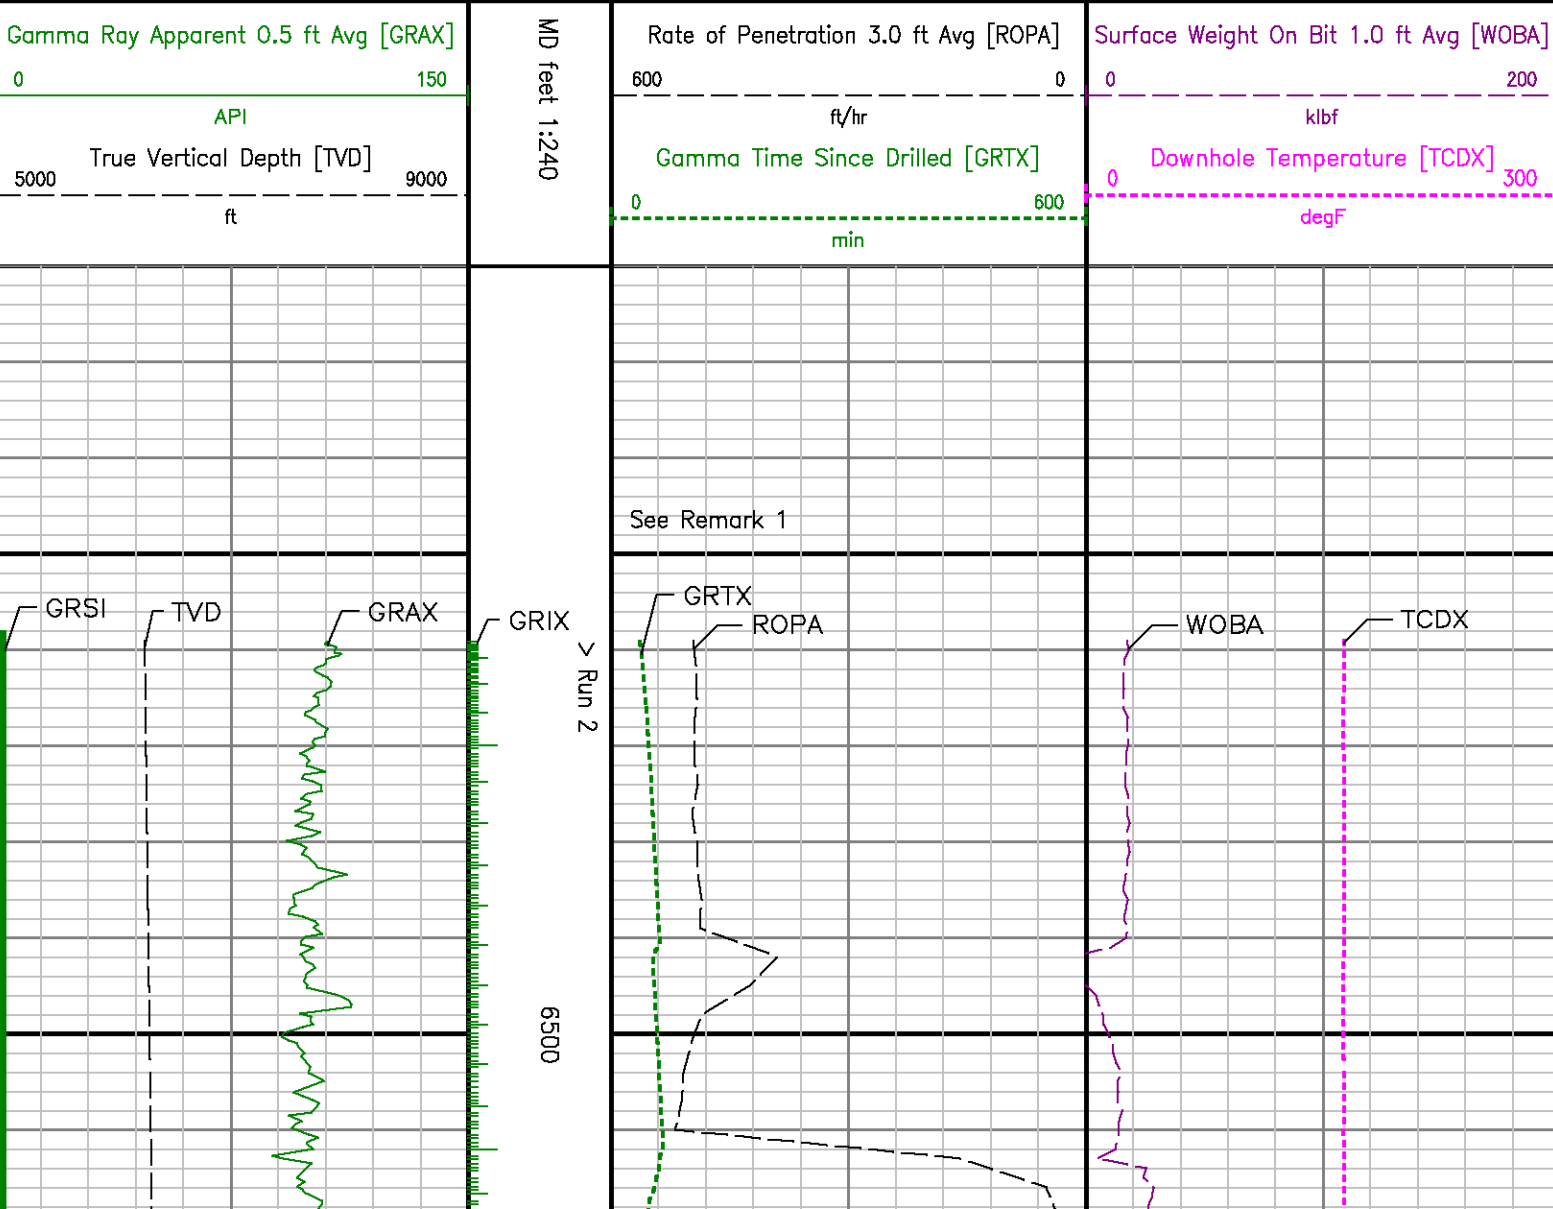 Gamma Ray Apparent 0.5 ft Avg [GRAX]
0 150
API
True Vertical Depth [TVD]
5000 9000
ft
MD feet 1:240
Rate of Penetration 3.0 ft Avg [ROPA]
600 0
ft/hr
Gamma Time Since Drilled [GRTX]
0 600
min
Surface Weight On Bit 1.0 ft Avg [WOBA]
0 200
klbf
Downhole Temperature [TCDX]
0 300
degF
See Remark 1
GRSI
TVD
GRAX
GRIX
> Run 2
GRTX
ROPA
WOBA
TCDX
6500